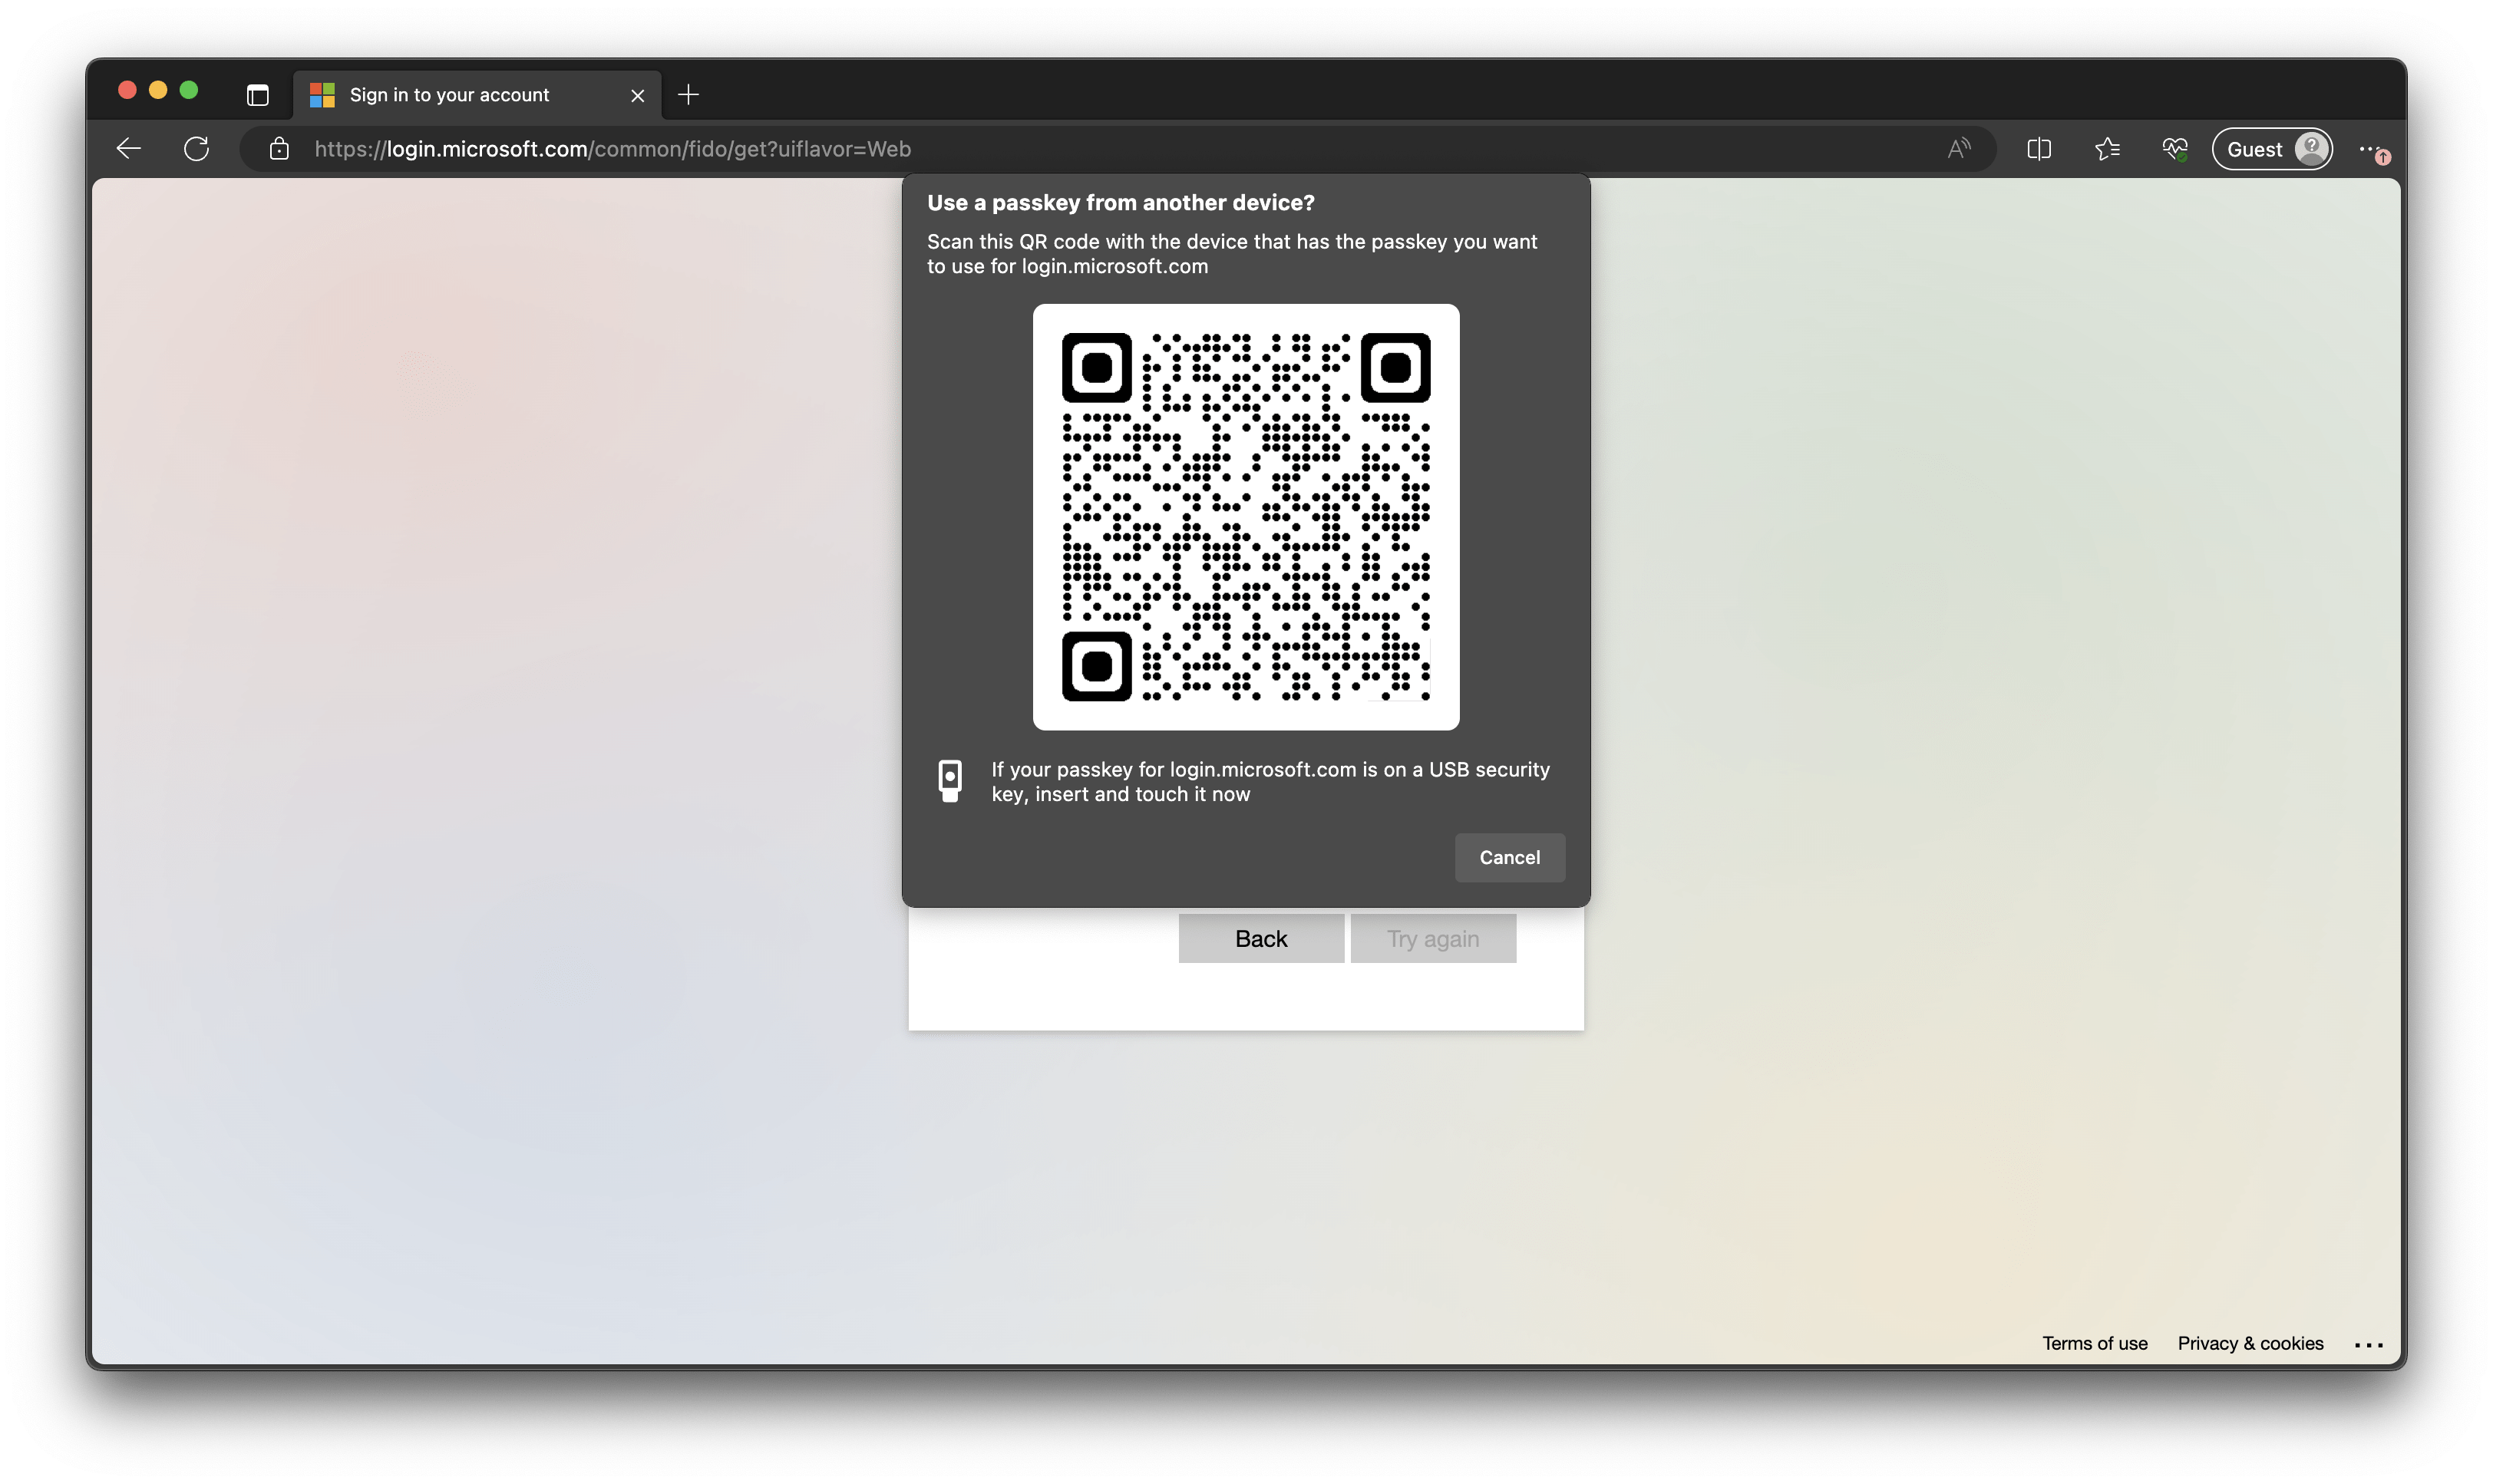 Sign in to your account
https://login.microsoft.com/common/fido/get?uiflavor=Web
Guest
Use a passkey from another device?
Scan this QR code with the device that has the passkey you want
to use for login.microsoft.com
If your passkey for login.microsoft.com is on a USB security
key, insert and touch it now
Cancel
Back
Try again
Terms of use
Privacy & cookies